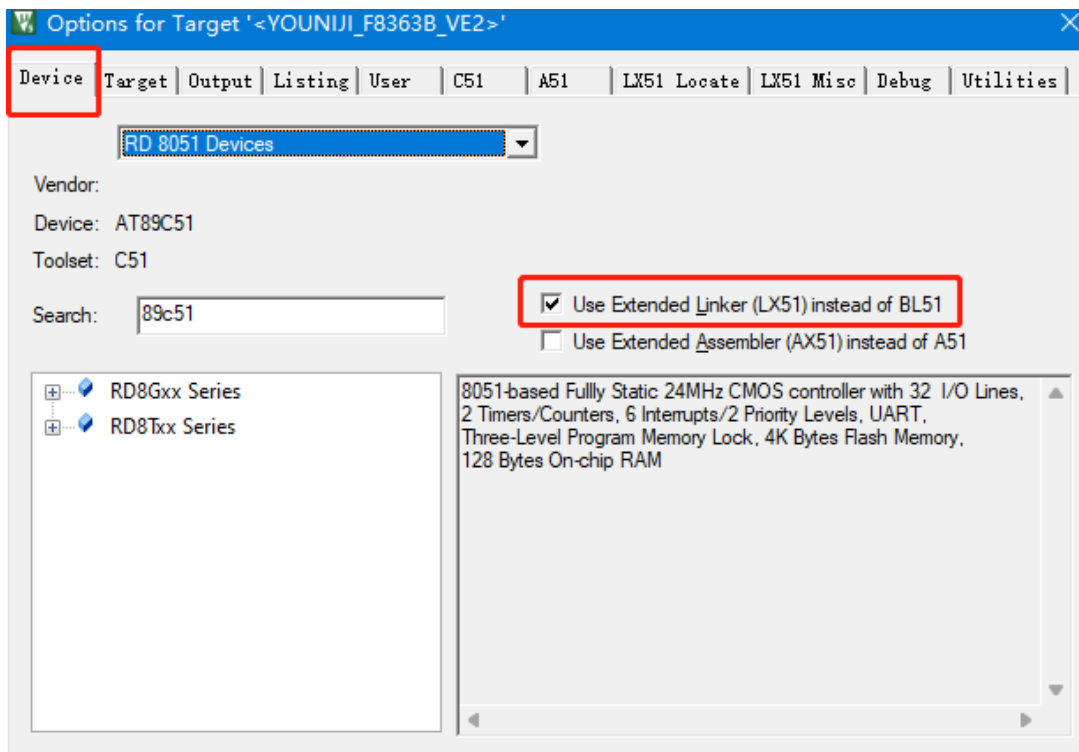 Options for Target '<YOUNIJI_F8363B_VE2>'
Device Target Output Listing User C51 A51 LX51 Locate LX51 Misc Debug Utilities
RD 8051 Devices
Vendor:
Device: AT89C51
Toolset: C51
Search: 89c51
Use Extended Linker (LX51) instead of BL51
Use Extended Assembler (AX51) instead of A51
RD8Gxx Series
RD8Txx Series
8051-based Fullly Static 24MHz CMOS controller with 32 I/O Lines,
2 Timers/Counters, 6 Interrupts/2 Priority Levels, UART,
Three-Level Program Memory Lock, 4K Bytes Flash Memory,
128 Bytes On-chip RAM